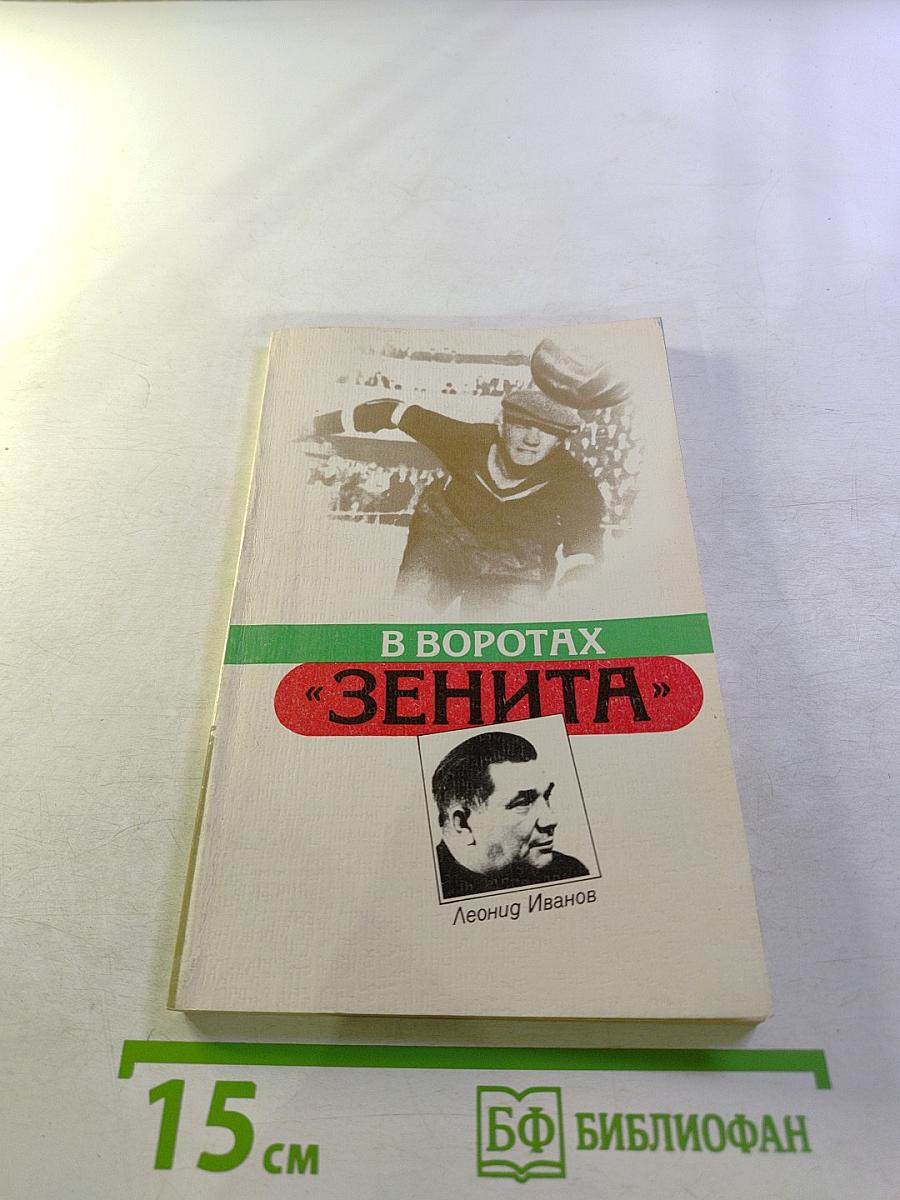 В ВОРОТАХ
«ЗЕНИТА»
Леонид Иванов
15 см
БФ БИБЛИОФАН